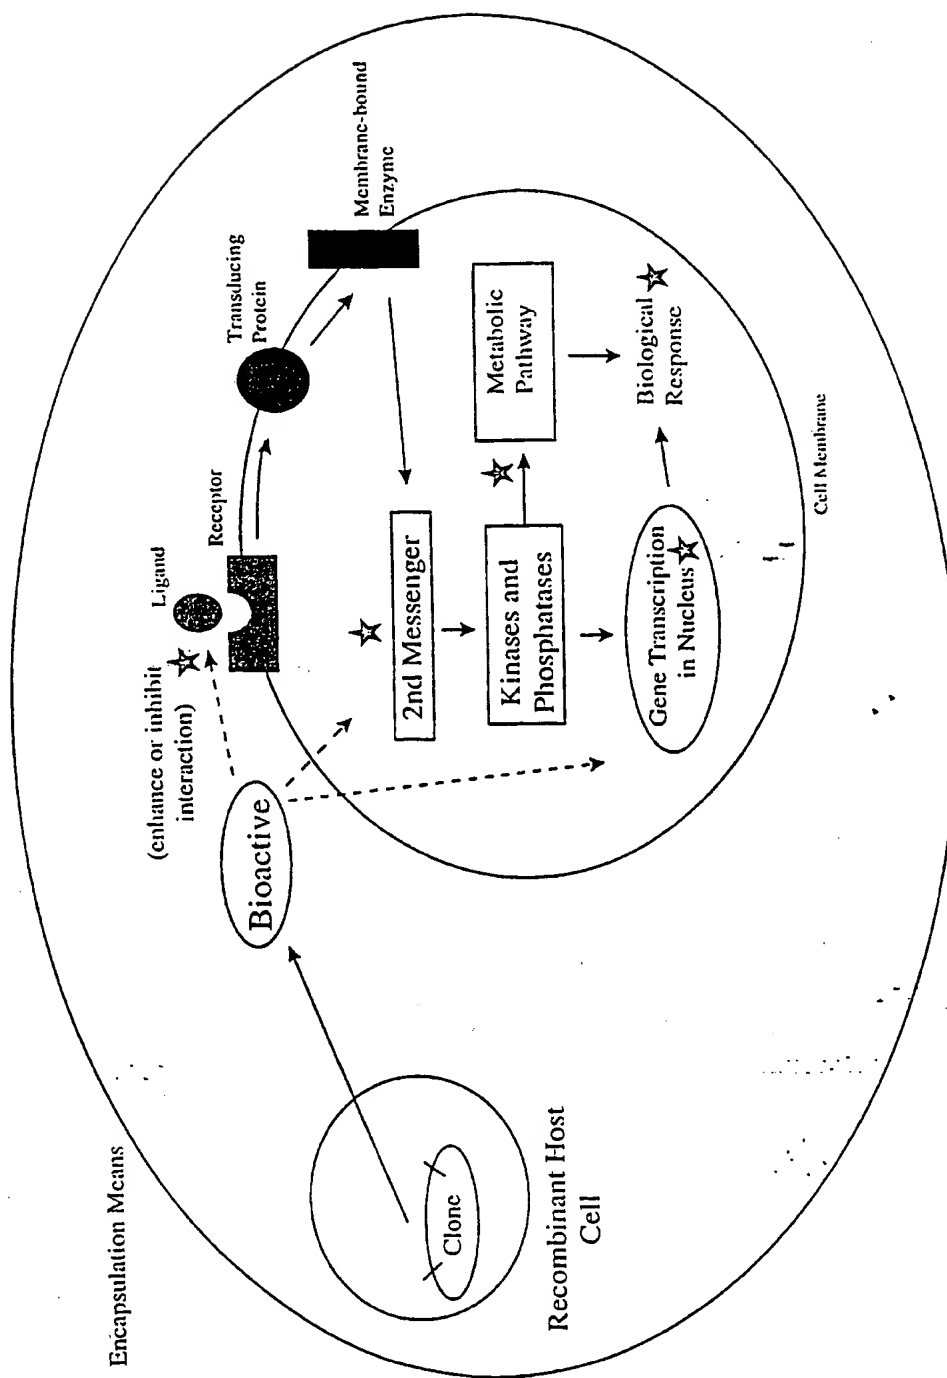 Encapsulation Means
Recombinant Host
Cell
Clone
Bioactive
(enhance or inhibit
interaction)
Ligand
Receptor
Transducing
Protein
Membrane-bound
Enzyme
2nd Messenger
Kinases and
Phosphatases
Metabolic
Pathway
Gene Transcription
in Nucleus
Biological
Response
Cell Membrane